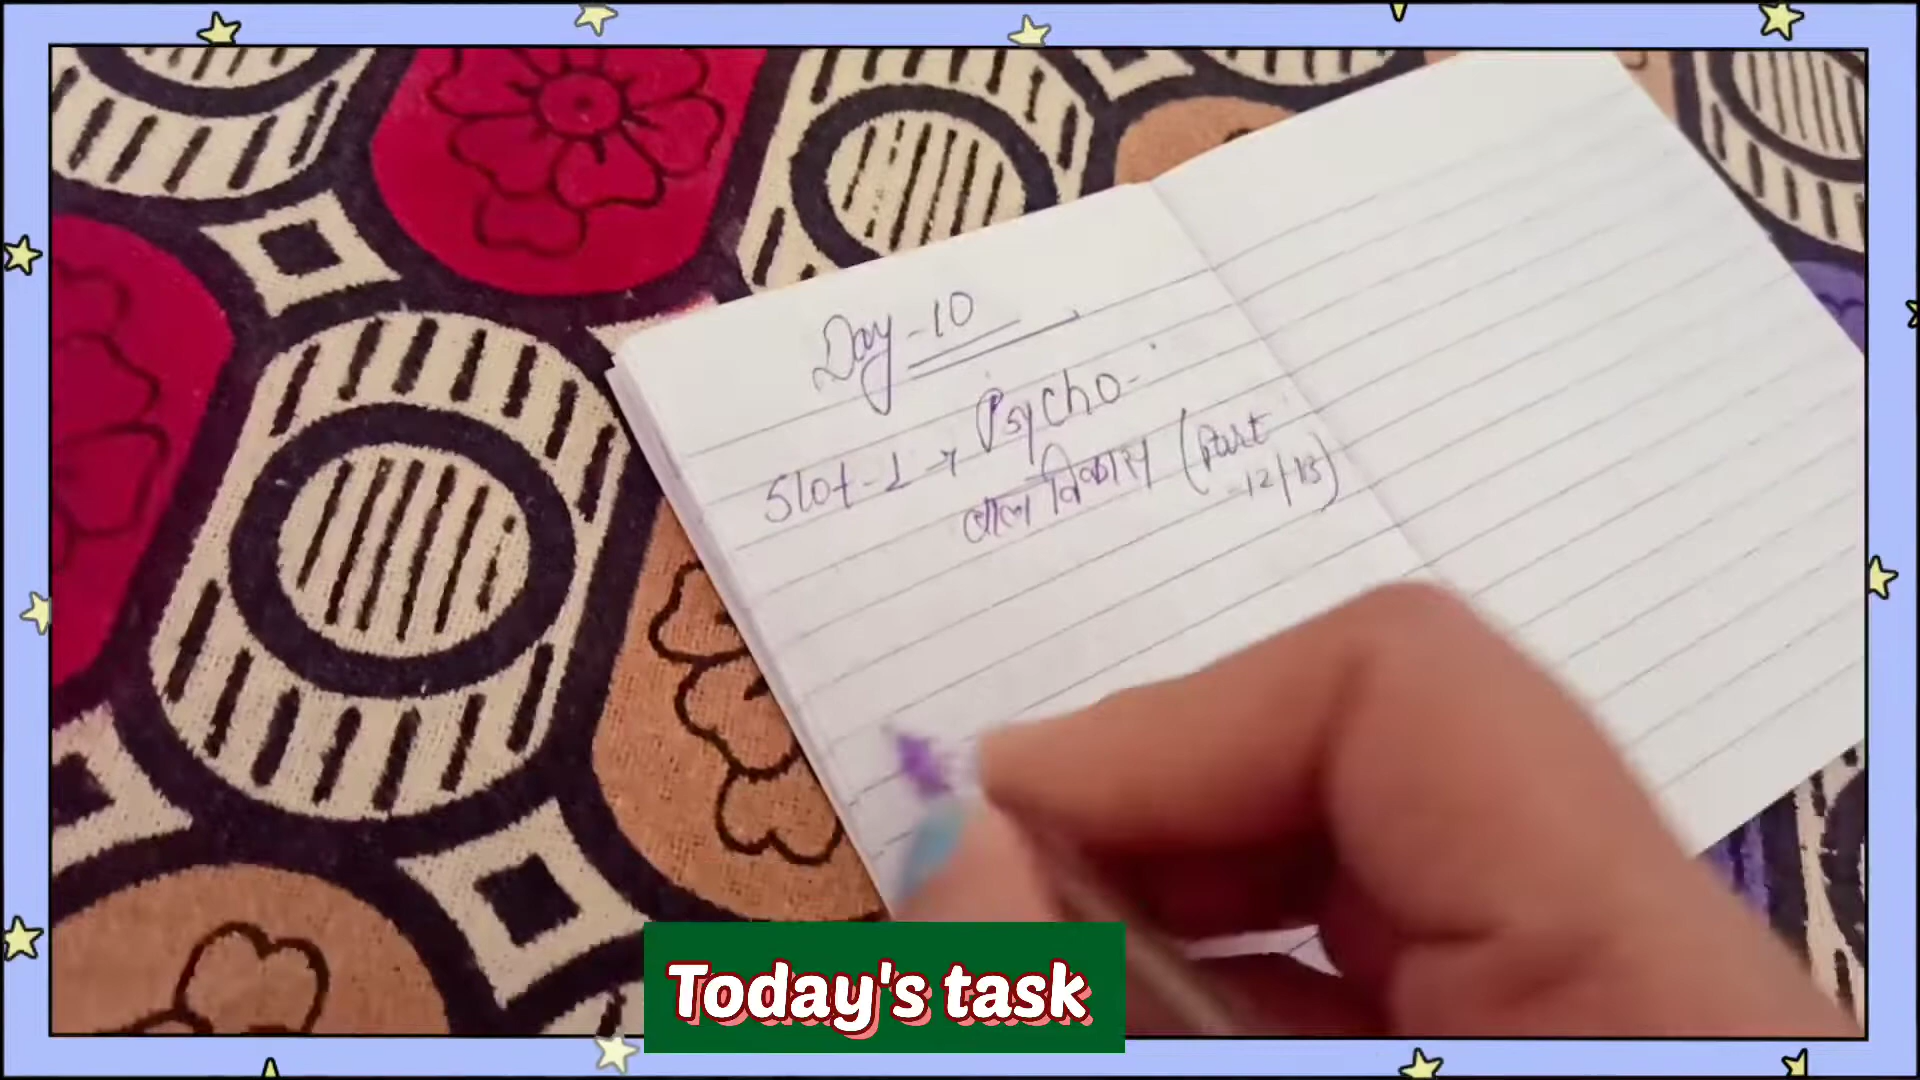 Day-10
Slot-1 → Psycho-
बाल विकास (Part
-12/13)
Today's task